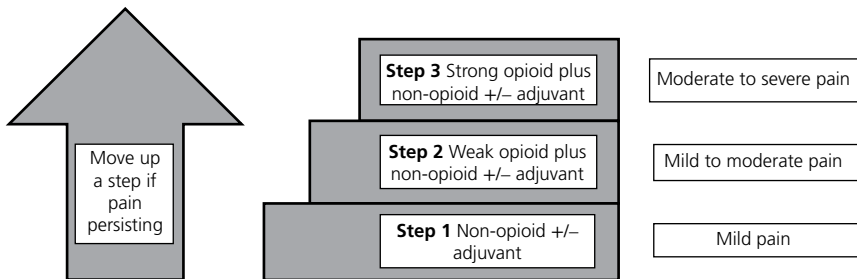 Move up
a step if
pain
persisting
Step 3 Strong opioid plus
non-opioid +/– adjuvant
Moderate to severe pain
Step 2 Weak opioid plus
non-opioid +/– adjuvant
Mild to moderate pain
Step 1 Non-opioid +/–
adjuvant
Mild pain